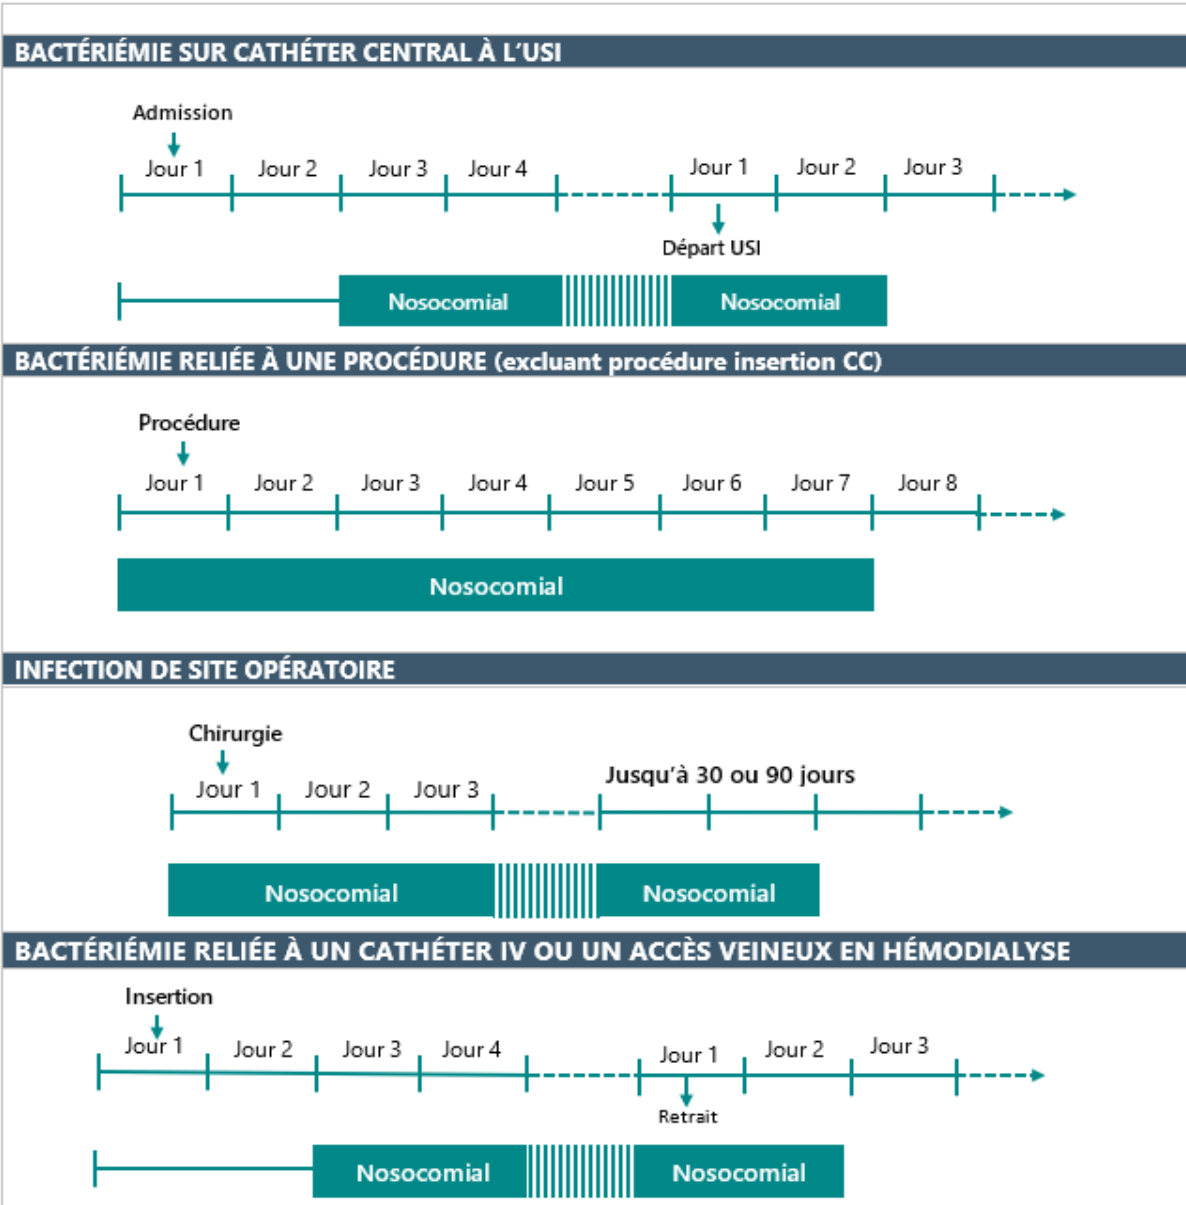 BACTÉRIÉMIE SUR CATHÉTER CENTRAL À L'USI
Admission
Jour 1 Jour 2 Jour 3 Jour 4 Jour 1 Jour 2 Jour 3
Départ USI
Nosocomial Nosocomial
BACTÉRIÉMIE RELIÉE À UNE PROCÉDURE (excluant procédure insertion CC)
Procédure
Jour 1 Jour 2 Jour 3 Jour 4 Jour 5 Jour 6 Jour 7 Jour 8
Nosocomial
INFECTION DE SITE OPÉRATOIRE
Chirurgie
Jour 1 Jour 2 Jour 3 Jusqu'à 30 ou 90 jours
Nosocomial Nosocomial
BACTÉRIÉMIE RELIÉE À UN CATHÉTER IV OU UN ACCÈS VEINEUX EN HÉMODIALYSE
Insertion
Jour 1 Jour 2 Jour 3 Jour 4 Jour 1 Jour 2 Jour 3
Retrait
Nosocomial Nosocomial